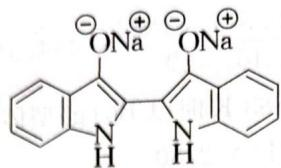 ⊖ ⊕ ⊖ ⊕
ONa ONa
N N
H H